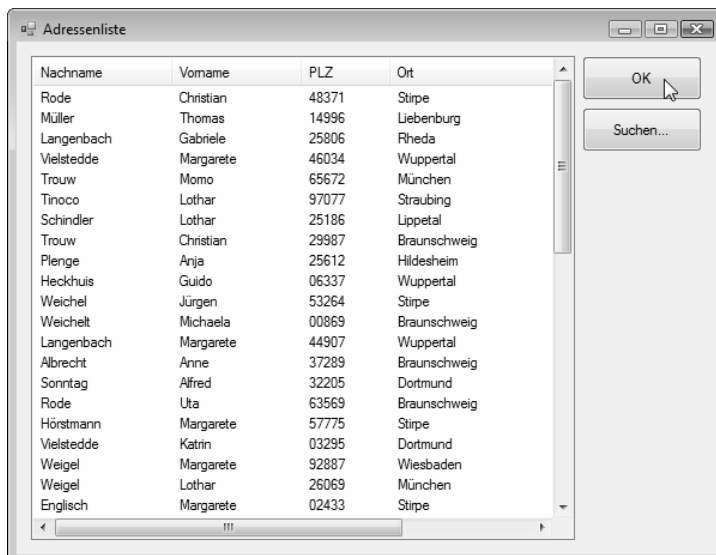 Adressenliste
Nachname Vorname PLZ Ort
Rode Christian 48371 Stirpe
Müller Thomas 14996 Liebenburg
Langenbach Gabriele 25806 Rheda
Vielstedde Margarete 46034 Wuppertal
Trouw Momo 65672 München
Tinoco Lothar 97077 Straubing
Schindler Lothar 25186 Lippetal
Trouw Christian 29987 Braunschweig
Plenge Anja 25612 Hildesheim
Heckhuis Guido 06337 Wuppertal
Weichel Jürgen 53264 Stirpe
Weichelt Michaela 00869 Braunschweig
Langenbach Margarete 44907 Wuppertal
Albrecht Anne 37289 Braunschweig
Sonntag Alfred 32205 Dortmund
Rode Uta 63569 Braunschweig
Hörstmann Margarete 57775 Stirpe
Vielstedde Katrin 03295 Dortmund
Weigel Margarete 92887 Wiesbaden
Weigel Lothar 26069 München
Englisch Margarete 02433 Stirpe
OK
Suchen...